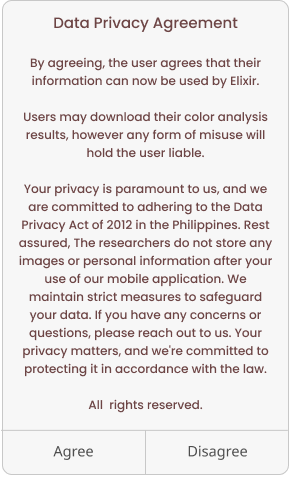 Data Privacy Agreement
By agreeing, the user agrees that their
information can now be used by Elixir.
Users may download their color analysis
results, however any form of misuse will
hold the user liable.
Your privacy is paramount to us, and we
are committed to adhering to the Data
Privacy Act of 2012 in the Philippines. Rest
assured, The researchers do not store any
images or personal information after your
use of our mobile application. We
maintain strict measures to safeguard
your data. If you have any concerns or
questions, please reach out to us. Your
privacy matters, and we're committed to
protecting it in accordance with the law.
All  rights reserved.
Agree
Disagree